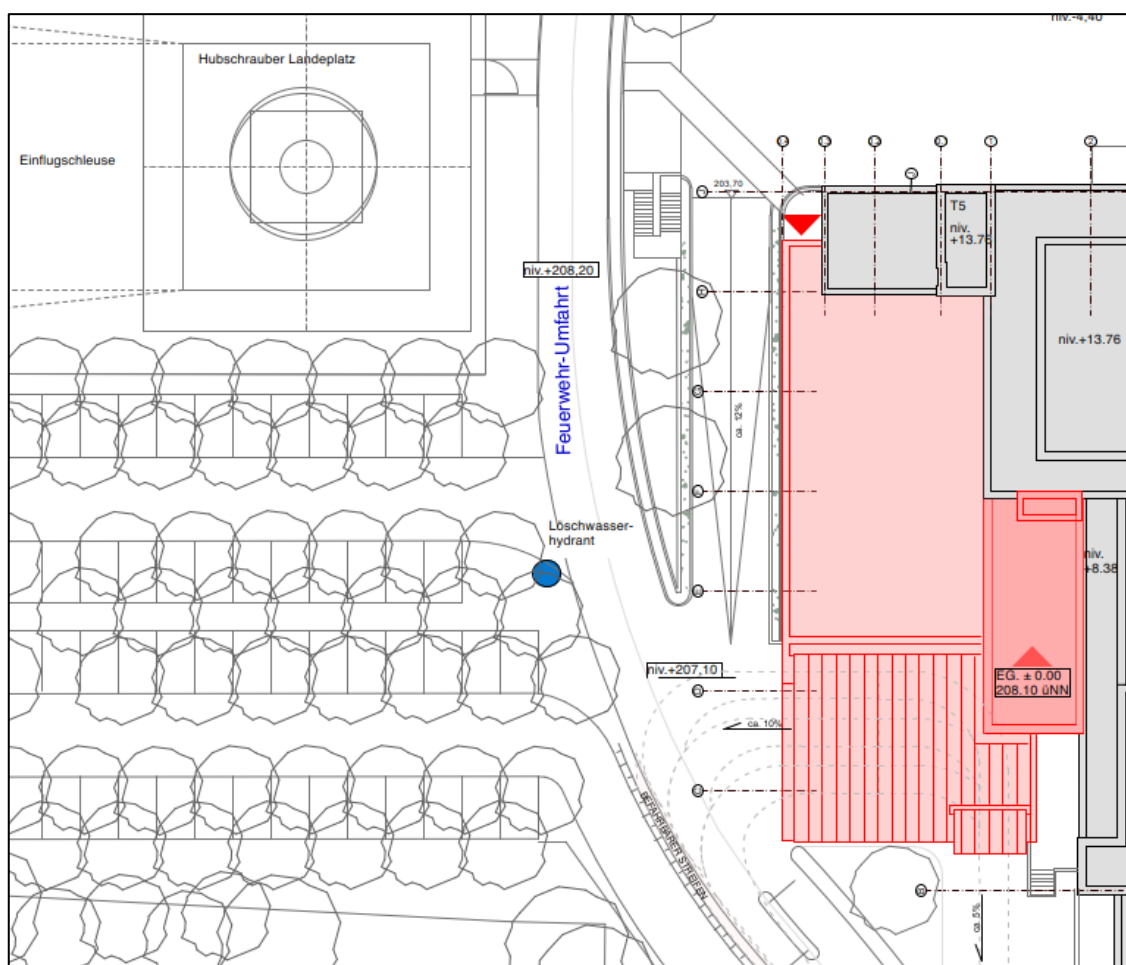 niv.-4,40
Hubschrauber Landeplatz
Einflugschleuse
203,70
T5
niv.
+13.76
niv.+208,20
Feuerwehr-Umfahrt
niv.+13.76
ca. 12%
Löschwasser-
hydrant
niv.
+8.38
niv.+207,10
EG. ± 0.00
208.10 üNN
ca. 10%
BEFAHRBARER STREIFEN
ca. 5%